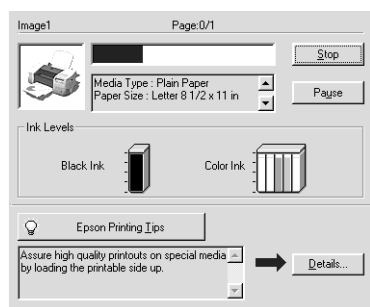 Image1 Page:0/1
Stop
Media Type : Plain Paper
Paper Size : Letter 8 1/2 x 11 in
Pause
Ink Levels
Black Ink Color Ink
Epson Printing Tips
Assure high quality printouts on special media
by loading the printable side up.
Details...